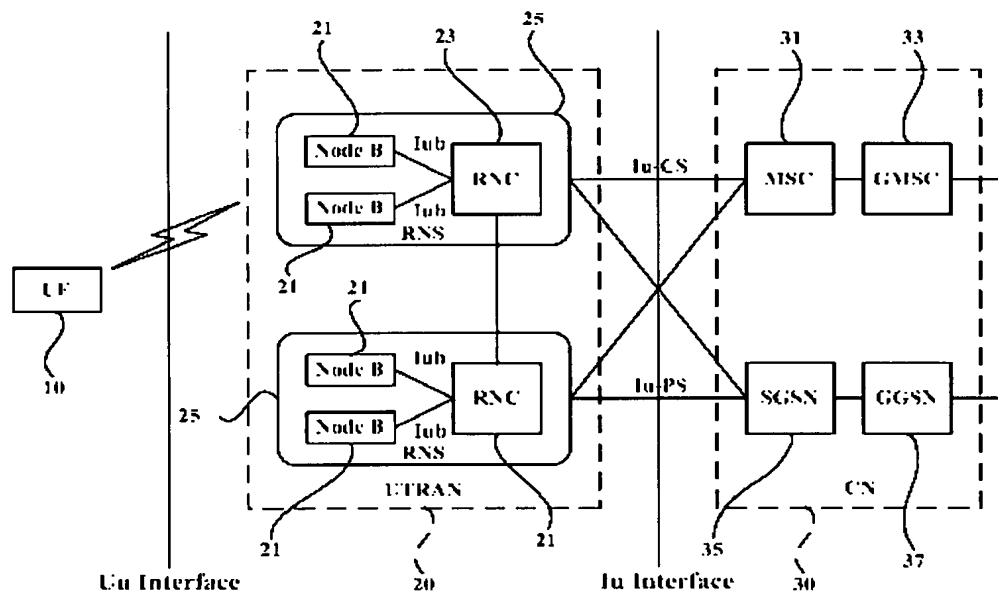 21
23
25
31
33
Node B
Iub
RNC
Iu-CS
MSC
GMSC
Node B
Iub
RNS
21
UE
10
21
Node B
Iub
RNC
Iu-PS
SGSN
GGSN
25
Node B
Iub
RNS
UTRAN
CN
21
21
35
37
20
30
Uu Interface
Iu Interface